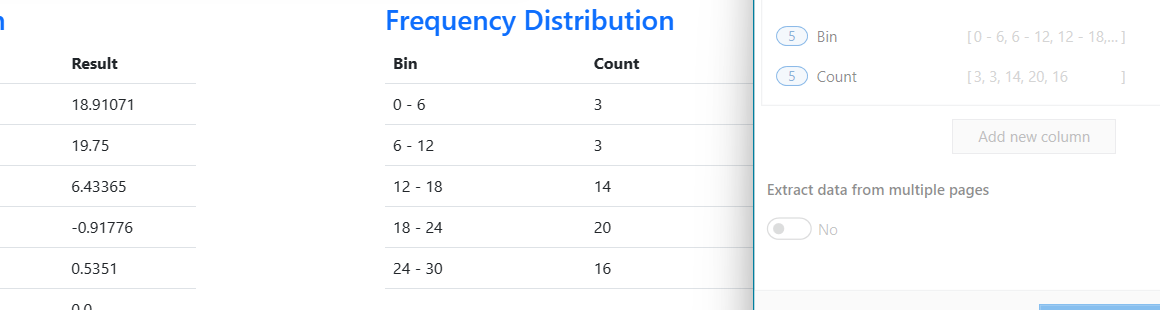 Frequency Distribution
Result
18.91071
19.75
6.43365
-0.91776
0.5351
Bin Count
0 - 6 3
6 - 12 3
12 - 18 14
18 - 24 20
24 - 30 16
5 Bin [ 0 - 6, 6 - 12, 12 - 18,... ]
5 Count [ 3, 3, 14, 20, 16 ]
Add new column
Extract data from multiple pages
No